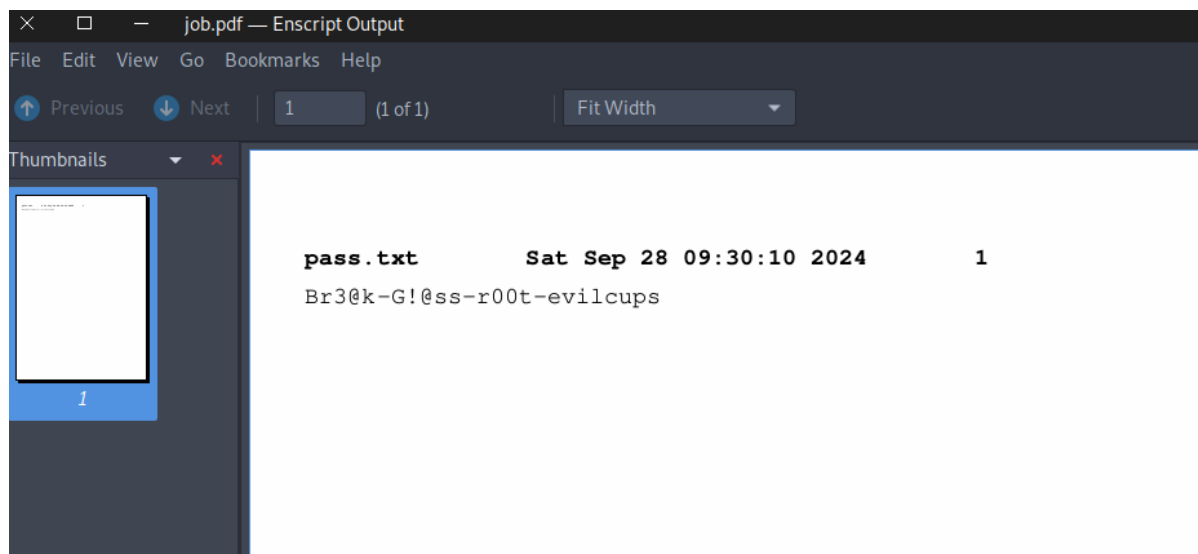 job.pdf — Enscript Output
File Edit View Go Bookmarks Help
Previous Next 1 (1 of 1) Fit Width
Thumbnails
1
pass.txt Sat Sep 28 09:30:10 2024 1
Br3@k-G!@ss-r00t-evilcups